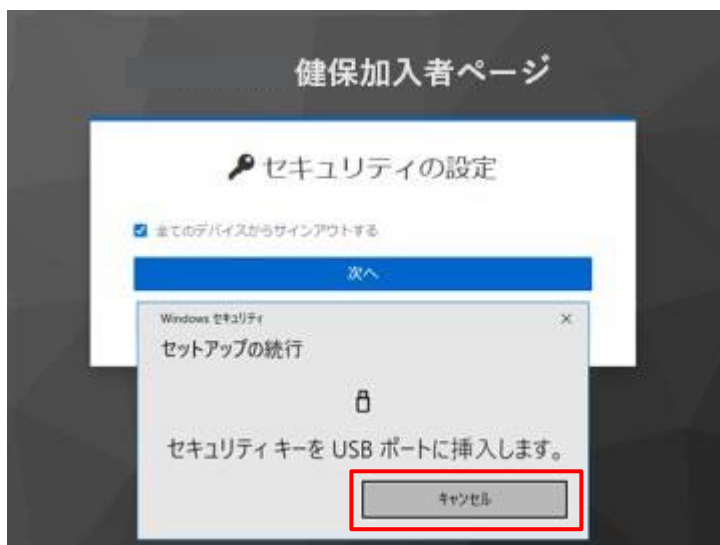 健保加入者ページ
セキュリティの設定
全てのデバイスからサインアウトする
次へ
Windows セキュリティ
セットアップの続行
セキュリティ キーを USB ポートに挿入します。
キャンセル